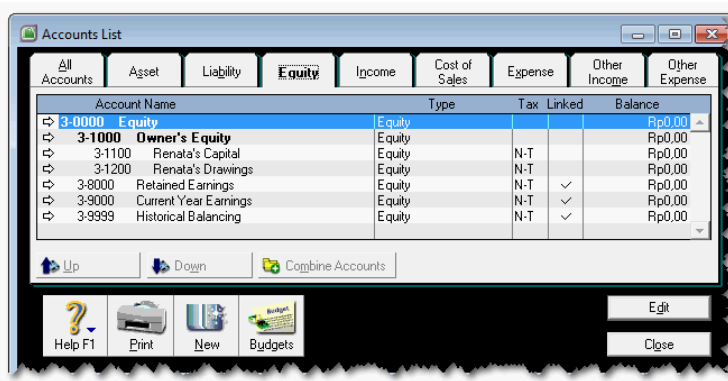 Accounts List
All Accounts Asset Liability Equity Income Cost of Sales Expense Other Income Other Expense
Account Name Type Tax Linked Balance
3-0000 Equity Equity Rp0,00
3-1000 Owner's Equity Equity Rp0,00
3-1100 Renata's Capital Equity N-T Rp0,00
3-1200 Renata's Drawings Equity N-T Rp0,00
3-8000 Retained Earnings Equity N-T Rp0,00
3-9000 Current Year Earnings Equity N-T Rp0,00
3-9999 Historical Balancing Equity N-T Rp0,00
Up Down Combine Accounts
Budget
Help F1 Print New Budgets
Edit
Close